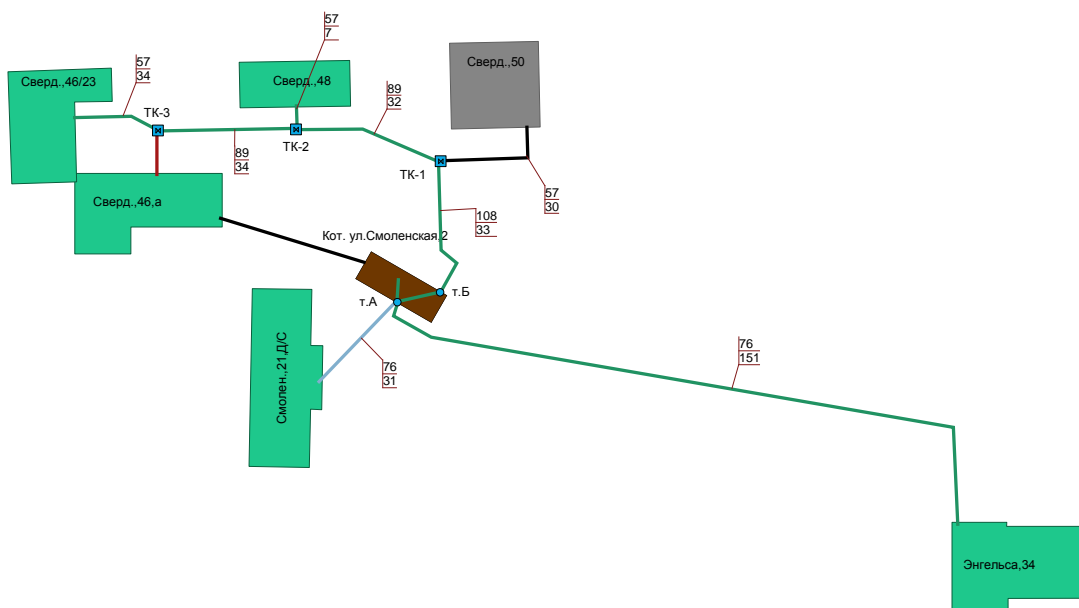 57
7
Сверд.,50
57
34
Сверд.,46/23
Сверд.,48
89
32
ТК-3
ТК-2
89
34
ТК-1
57
30
Сверд.,46,а
108
33
Кот. ул.Смоленская,2
т.Б
т.А
Смолен.,21,Д/С
76
31
76
151
Энгельса,34